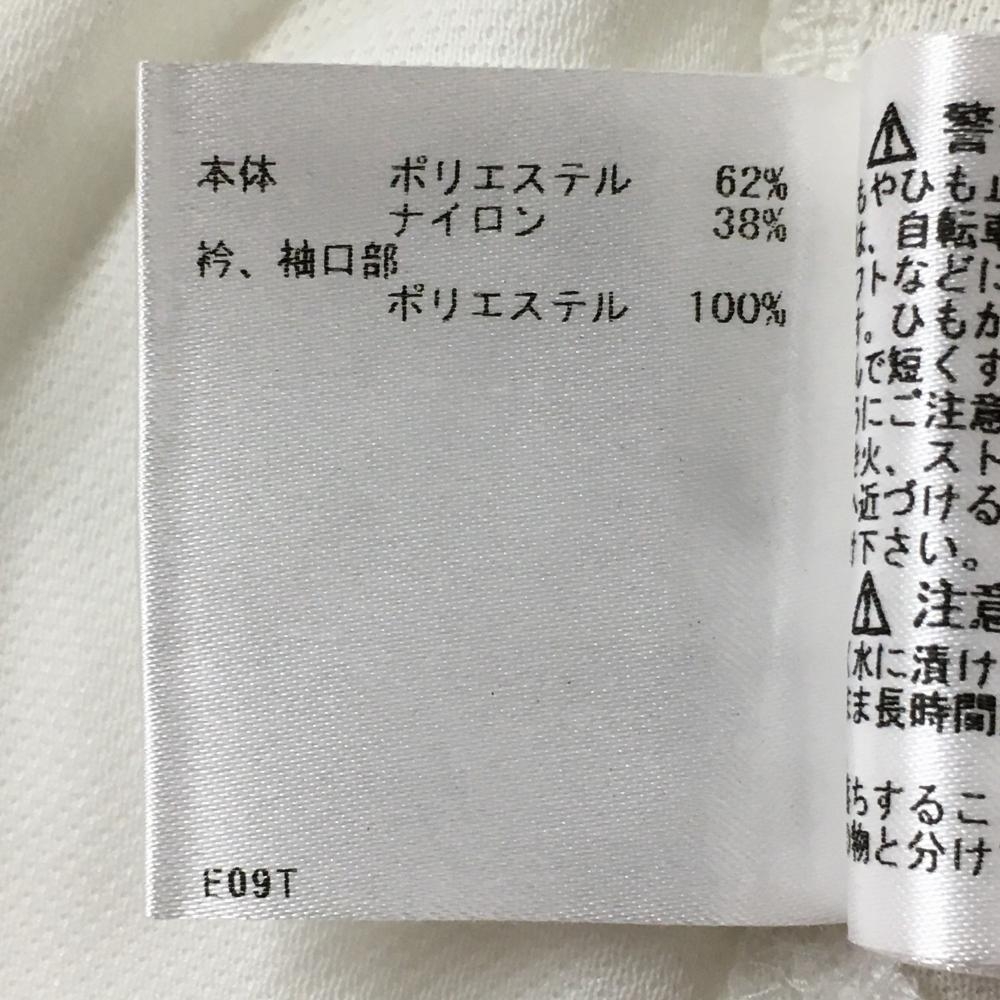 本体 ポリエステル 62%
ナイロン 38%
衿、袖口部
ポリエステル 100%
E09T
⚠ 警
もやひも止
は、自転車
フトなどに
す。ひもが
んで短くす
うにご注意
火、スト
い近づける
下さい。
⚠ 注意
水に漬け
まま長時間
落ちするこ
物と分け